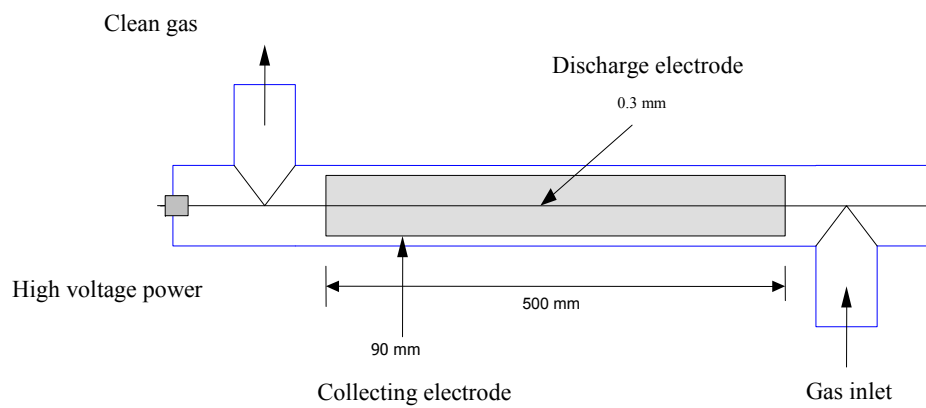 Clean gas
Discharge electrode
0.3 mm
High voltage power
500 mm
90 mm
Collecting electrode
Gas inlet